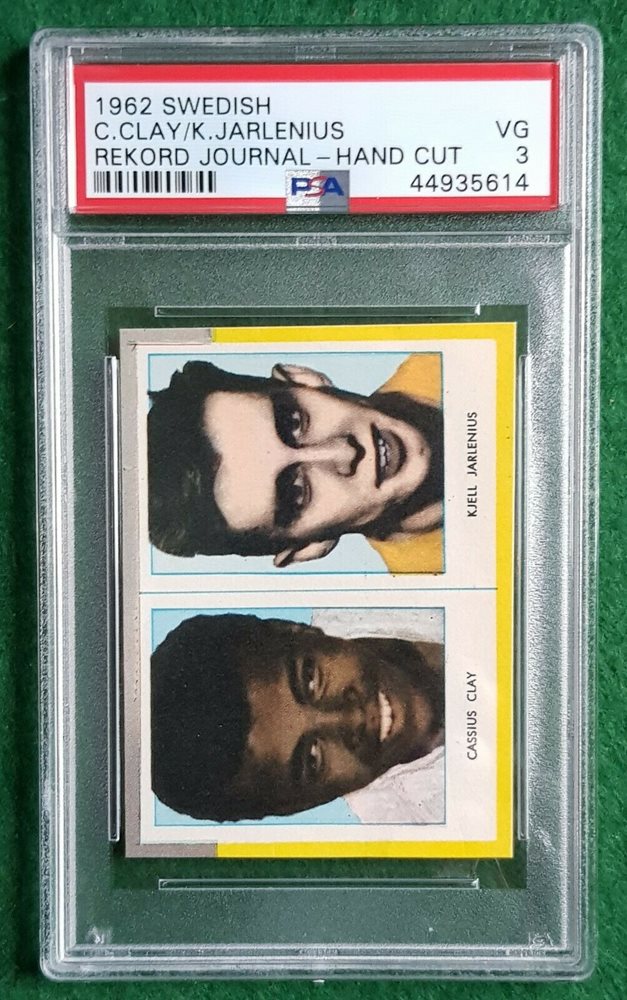 1962 SWEDISH
C.CLAY/K.JARLENIUS VG
REKORD JOURNAL-HAND CUT 3
PSA 44935614
KJELL JARLENIUS
CASSIUS CLAY